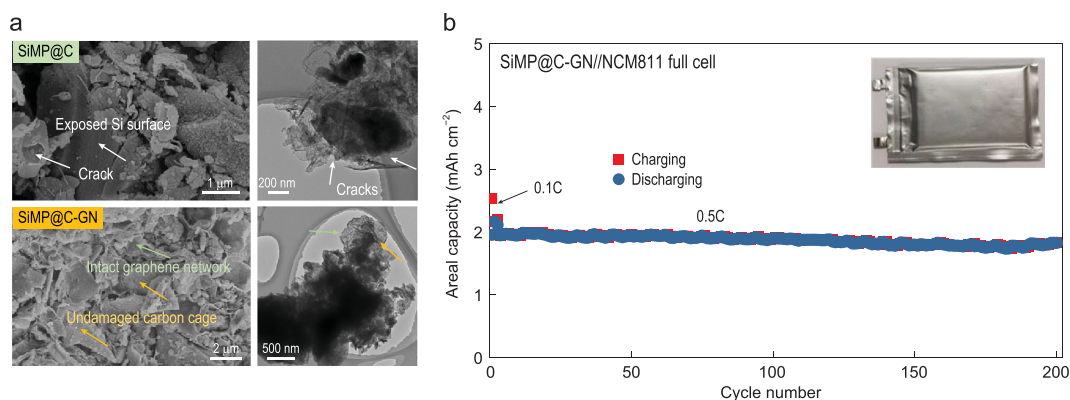 a
SiMP@C
Exposed Si surface
Crack
1 μm
200 nm
Cracks
SiMP@C-GN
Intact graphene network
Undamaged carbon cage
2 μm
500 nm
b
SiMP@C-GN//NCM811 full cell
Charging
Discharging
0.1C
0.5C
Areal capacity (mAh cm⁻²)
5
4
3
2
1
0
0
50
100
150
200
Cycle number